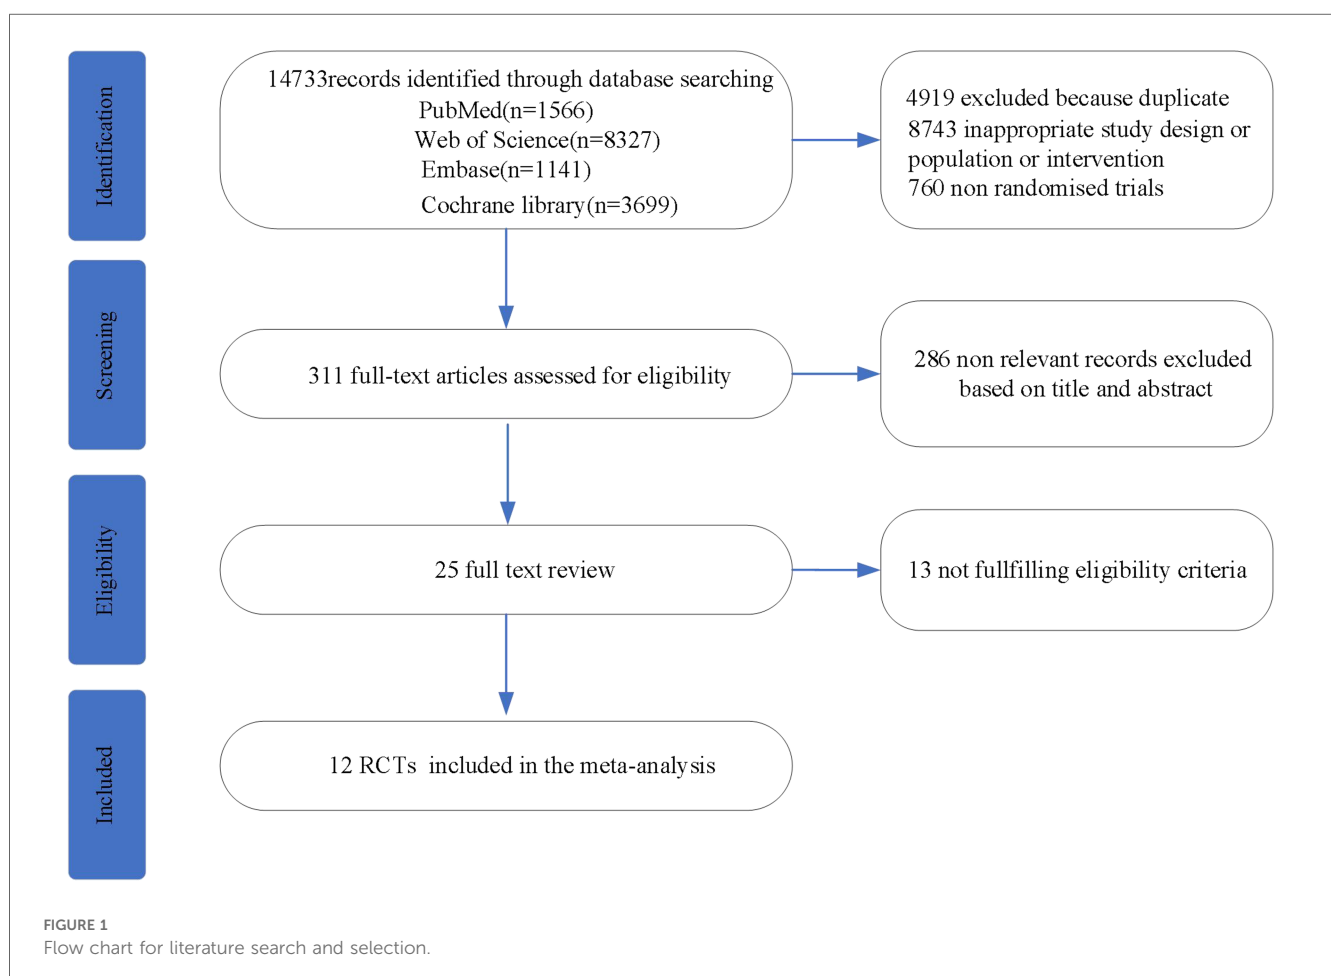 Identification
14733records identified through database searching
PubMed(n=1566)
Web of Science(n=8327)
Embase(n=1141)
Cochrane library(n=3699)
4919 excluded because duplicate
8743 inappropriate study design or
population or intervention
760 non randomised trials
Screening
311 full-text articles assessed for eligibility
286 non relevant records excluded
based on title and abstract
Eligibility
25 full text review
13 not fullfilling eligibility criteria
Included
12 RCTs included in the meta-analysis
FIGURE 1
Flow chart for literature search and selection.